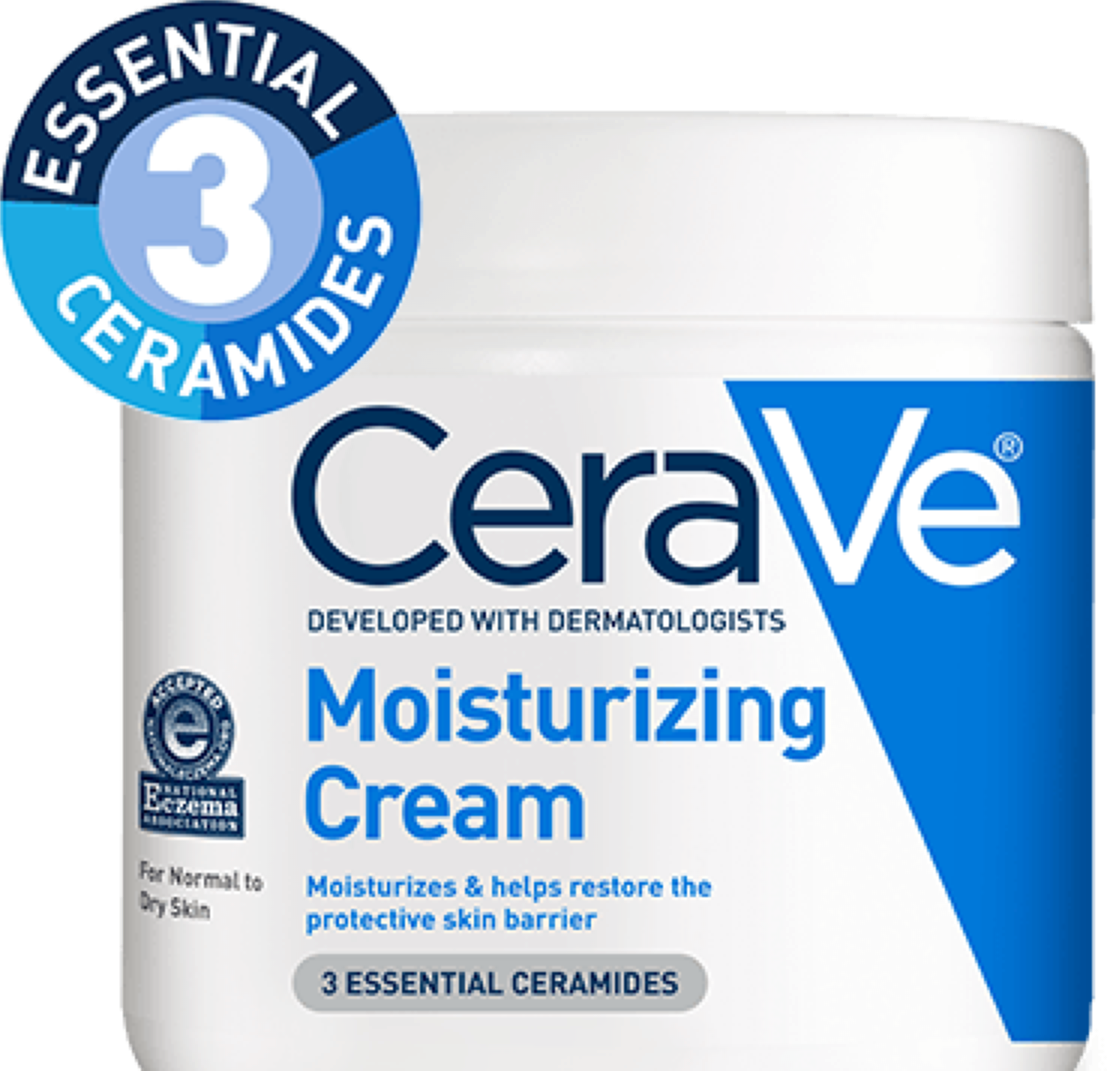 ESSENTIAL
3
CERAMIDES
CeraVe®
DEVELOPED WITH DERMATOLOGISTS
Moisturizing
Cream
Moisturizes & helps restore the
protective skin barrier
3 ESSENTIAL CERAMIDES
ACCEPTED
e
NATIONAL
Eczema
ASSOCIATION
For Normal to
Dry Skin